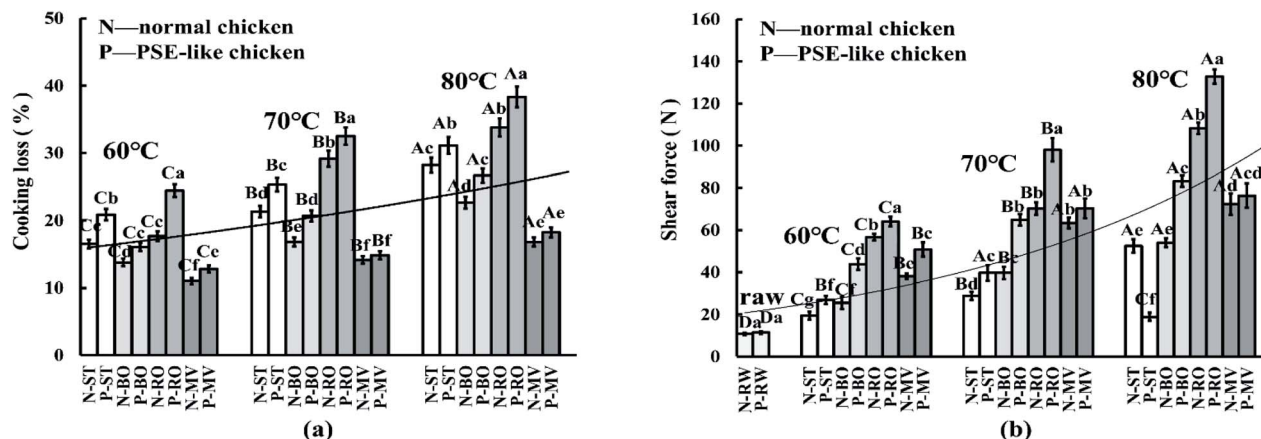 50
40
30
20
10
0
Cooking loss ( % )
N—normal chicken
P—PSE-like chicken
60°C
70°C
80°C
Cc
Cb
Cd
Cc
Cc
Ca
Cf
Ce
Bd
Bc
Be
Bd
Bb
Ba
Bf
Bf
Ac
Ab
Ad
Ac
Ab
Aa
Ae
Ae
N-ST
P-ST
N-BO
P-BO
N-RO
P-RO
N-MV
P-MV
N-ST
P-ST
N-BO
P-BO
N-RO
P-RO
N-MV
P-MV
N-ST
P-ST
N-BO
P-BO
N-RO
P-RO
N-MV
P-MV
(a)
160
140
120
100
80
60
40
20
0
Shear force ( N )
N—normal chicken
P—PSE-like chicken
raw
60°C
70°C
80°C
Da
Da
Cg
Bf
Cf
Cd
Cb
Ca
Be
Bc
Bd
Ac
Bc
Bb
Bb
Ba
Ab
Ab
Ae
Cf
Ae
Ac
Ab
Aa
Ad
Acd
N-RW
P-RW
N-ST
P-ST
N-BO
P-BO
N-RO
P-RO
N-MV
P-MV
N-ST
P-ST
N-BO
P-BO
N-RO
P-RO
N-MV
P-MV
N-ST
P-ST
N-BO
P-BO
N-RO
P-RO
N-MV
P-MV
(b)